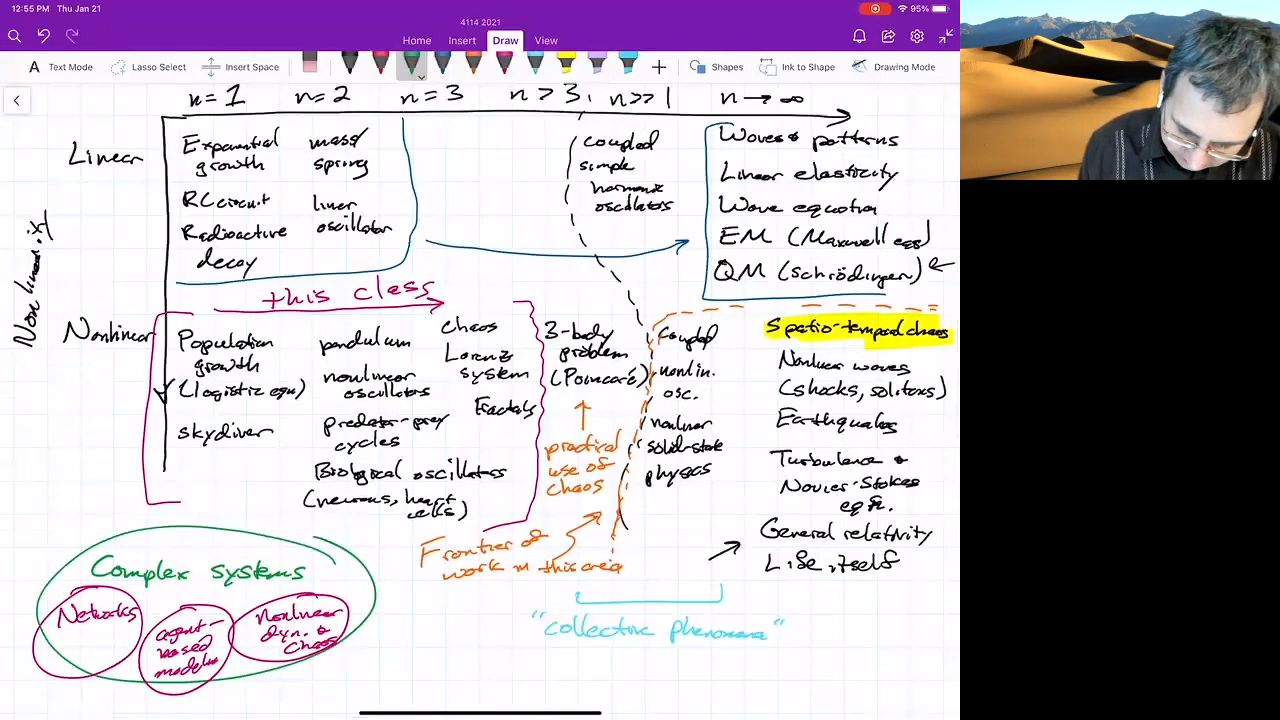 12:55 PM Thu Jan 21
95%
4114 2021
Home Insert Draw View
Text Mode Lasso Select Insert Space Shapes Ink to Shape Drawing Mode
n=1 n=2 n=3 n>3, n>>1 n→∞
Nonlinearity
Linear
Exponential
growth
RC circuit
Radioactive
decay
mass/
spring
linear
oscillator
coupled
simple
harmonic
oscillators
Waves & patterns
Linear elasticity
Wave equation
EM (Maxwell eqs)
QM (Schrödinger)
this class
Nonlinear
Population
growth
(logistic eqn)
skydiver
pendulum
nonlinear
oscillators
predator-prey
cycles
Biological oscillators
(neurons, heart
cells)
chaos
Lorenz
system
Fractals
3-body
problem
(Poincaré)
practical
use of
chaos
coupled
nonlin.
osc.
nonlinear
solid-state
physics
Spatio-temporal chaos
Nonlinear waves
(shocks, solitons)
Earthquakes
Turbulence &
Navier-Stokes
eqn.
General relativity
Life itself
Frontier of
work in this area
"collective phenomena"
Complex systems
Networks
agent-
based
models
nonlinear
dyn. &
chaos